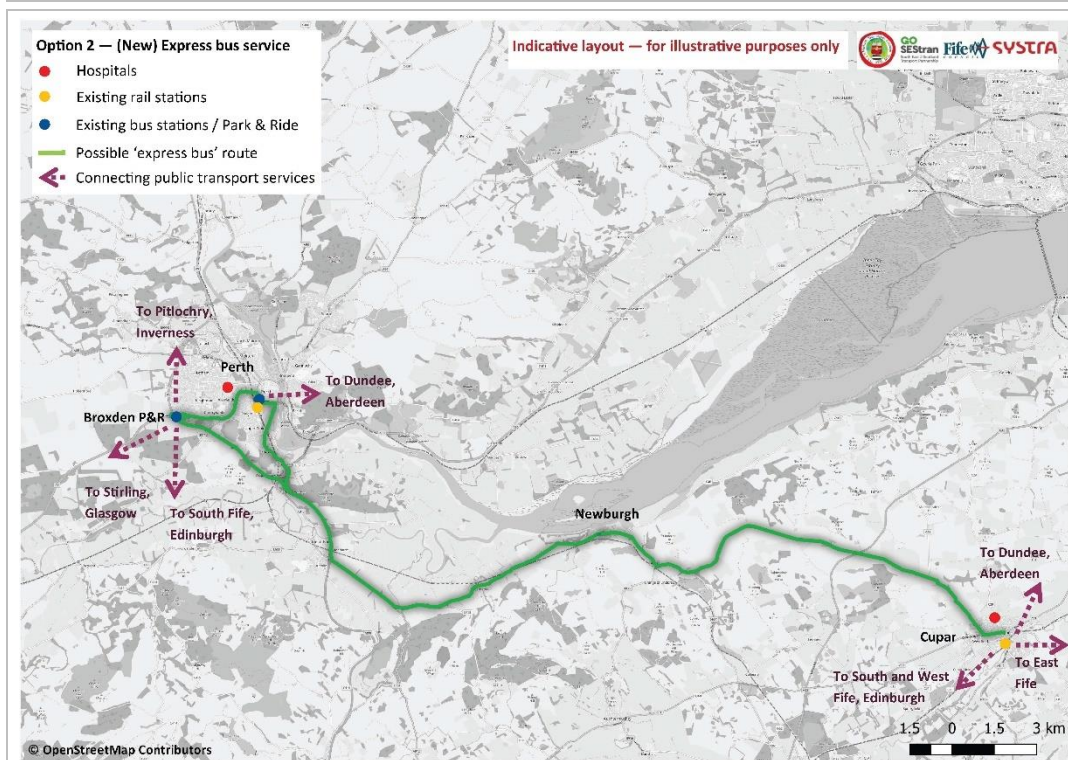 Option 2 — (New) Express bus service
Hospitals
Existing rail stations
Existing bus stations / Park & Ride
Possible ‘express bus’ route
Connecting public transport services
Indicative layout — for illustrative purposes only
GO
SEStran
Fife
SYSTRA
To Pitlochry,
Inverness
Perth
To Dundee,
Aberdeen
Broxden P&R
To Stirling,
Glasgow
To South Fife,
Edinburgh
Newburgh
To Dundee,
Aberdeen
Cupar
To East
Fife
To South and West
Fife, Edinburgh
1.5 0 1.5 3 km
© OpenStreetMap Contributors